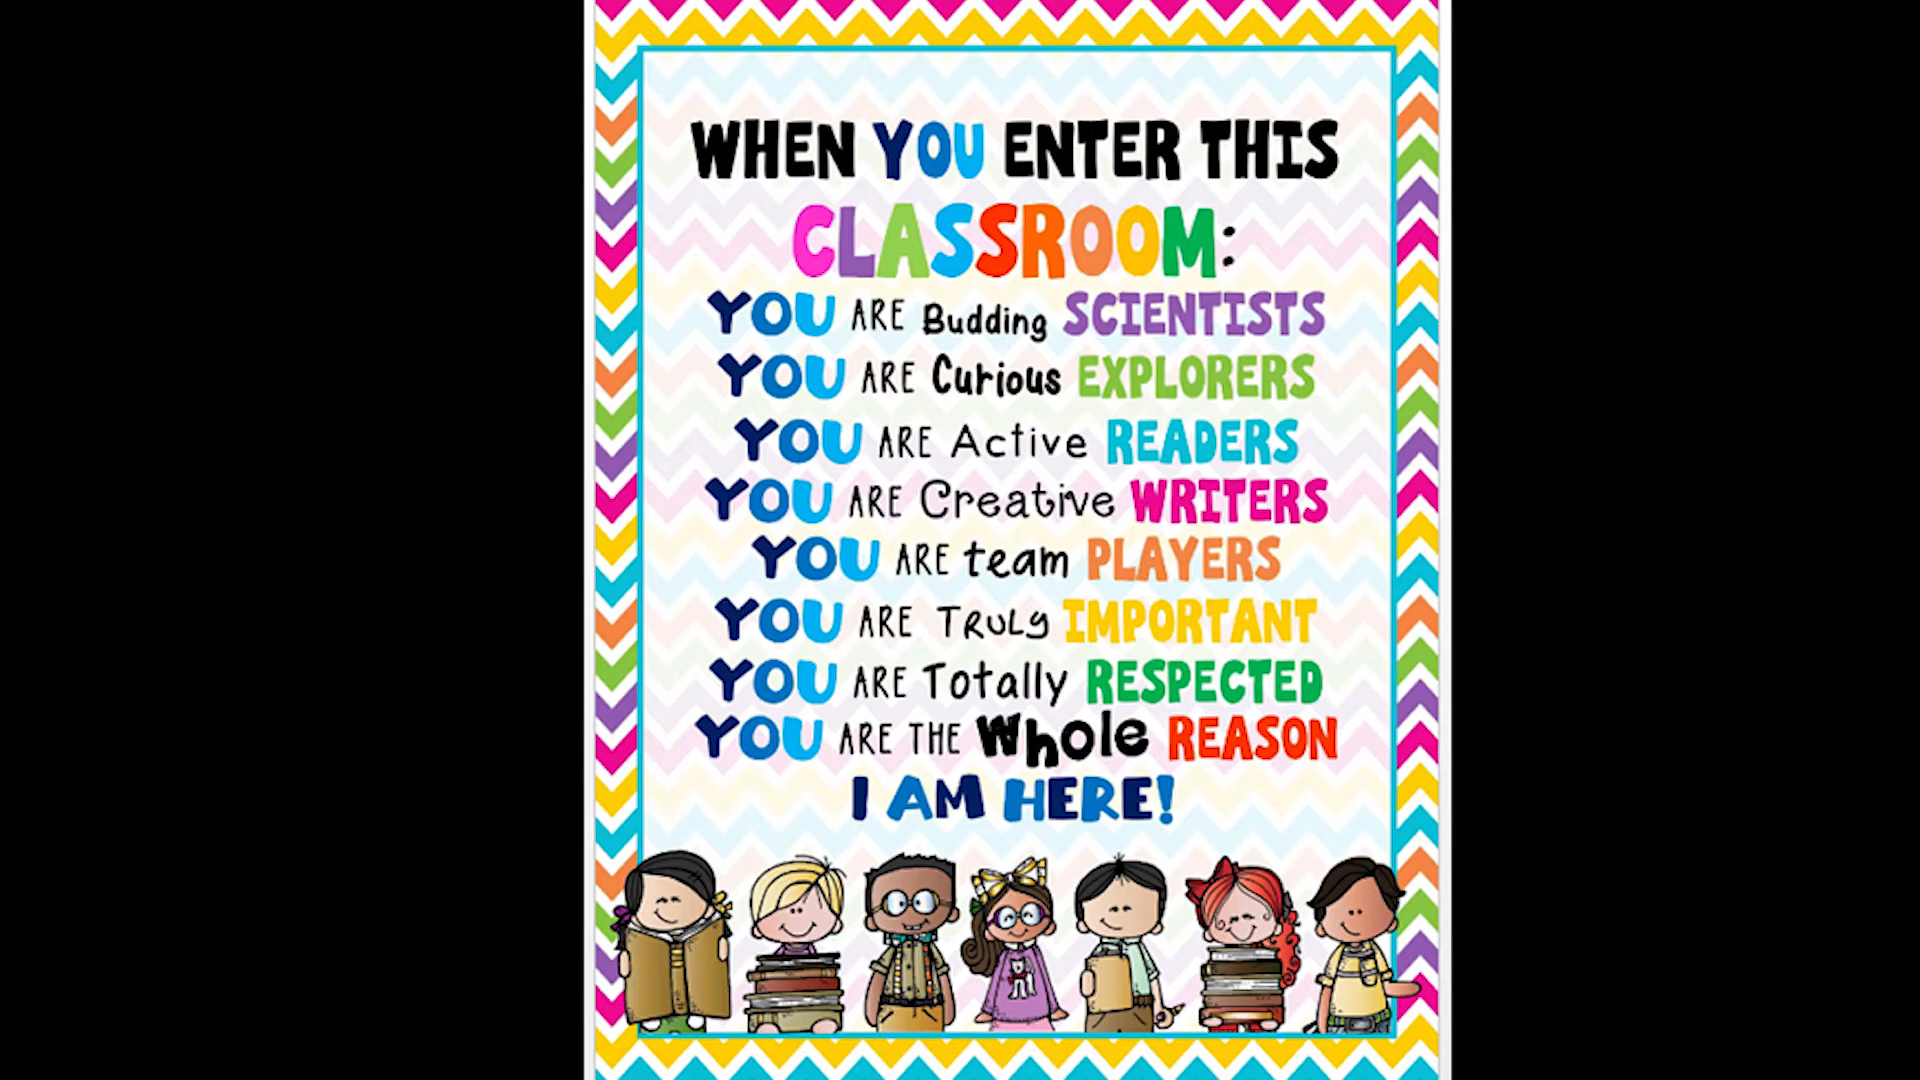 WHEN YOU ENTER THIS
CLASSROOM:
YOU ARE Budding SCIENTISTS
YOU ARE Curious EXPLORERS
YOU ARE Active READERS
YOU ARE Creative WRITERS
YOU ARE team PLAYERS
YOU ARE TRULY IMPORTANT
YOU ARE Totally RESPECTED
YOU ARE THE Whole REASON
I AM HERE!